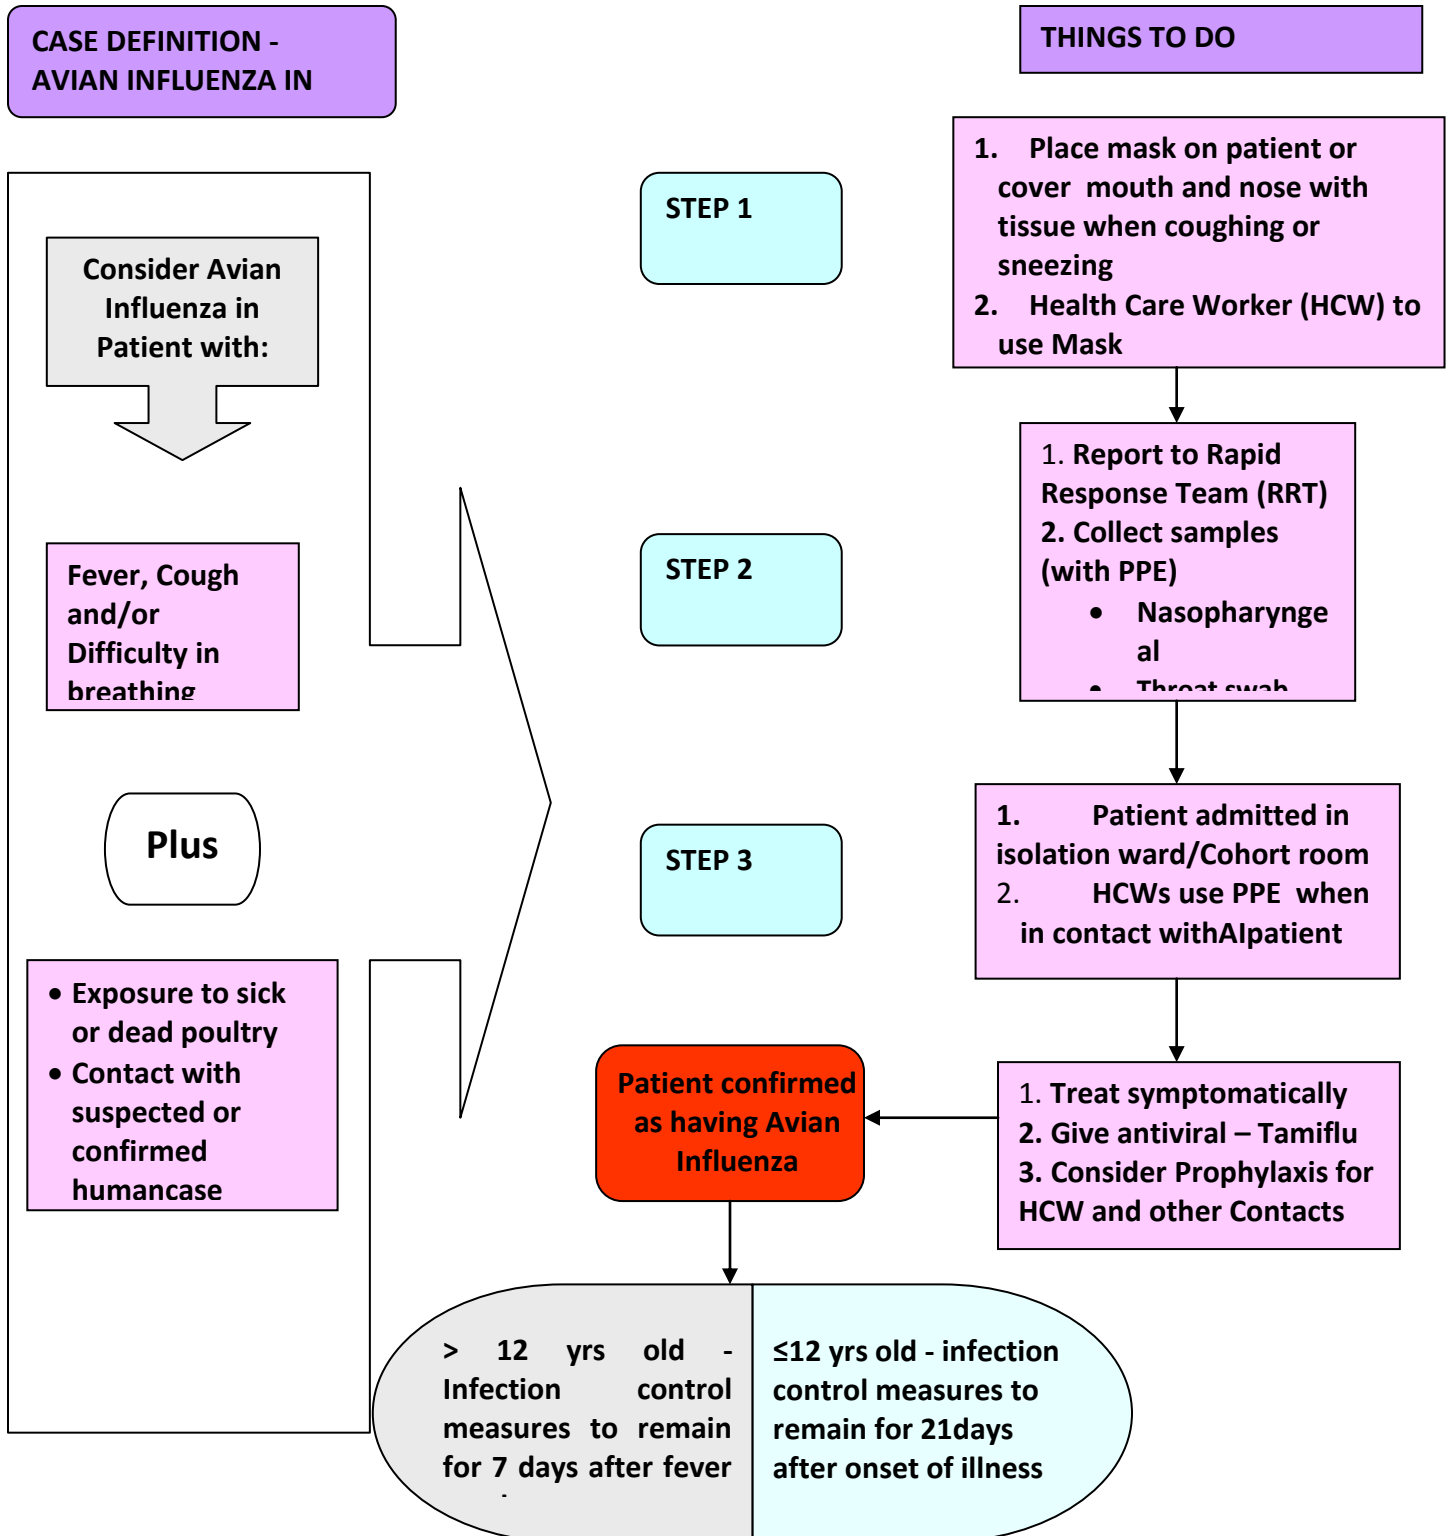 CASE DEFINITION -
AVIAN INFLUENZA IN
THINGS TO DO
Consider Avian
Influenza in
Patient with:
Fever, Cough
and/or
Difficulty in
breathing
Plus
• Exposure to sick
or dead poultry
• Contact with
suspected or
confirmed
humancase
STEP 1
STEP 2
STEP 3
1. Place mask on patient or
cover mouth and nose with
tissue when coughing or
sneezing
2. Health Care Worker (HCW) to
use Mask
1. Report to Rapid
Response Team (RRT)
2. Collect samples
(with PPE)
• Nasopharynge
al
• Throat swab
1. Patient admitted in
isolation ward/Cohort room
2. HCWs use PPE when
in contact withAIpatient
1. Treat symptomatically
2. Give antiviral – Tamiflu
3. Consider Prophylaxis for
HCW and other Contacts
Patient confirmed
as having Avian
Influenza
> 12 yrs old -
Infection control
measures to remain
for 7 days after fever
≤12 yrs old - infection
control measures to
remain for 21days
after onset of illness